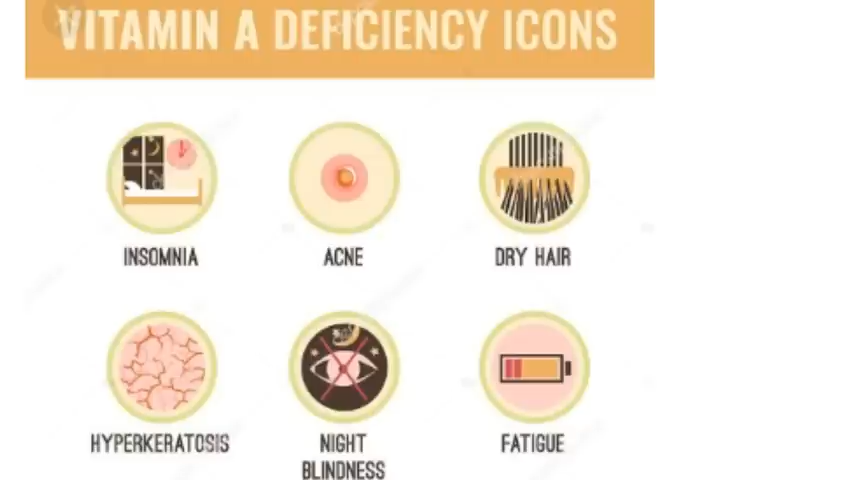 VITAMIN A DEFICIENCY ICONS
INSOMNIA
ACNE
DRY HAIR
HYPERKERATOSIS
NIGHT
BLINDNESS
FATIGUE